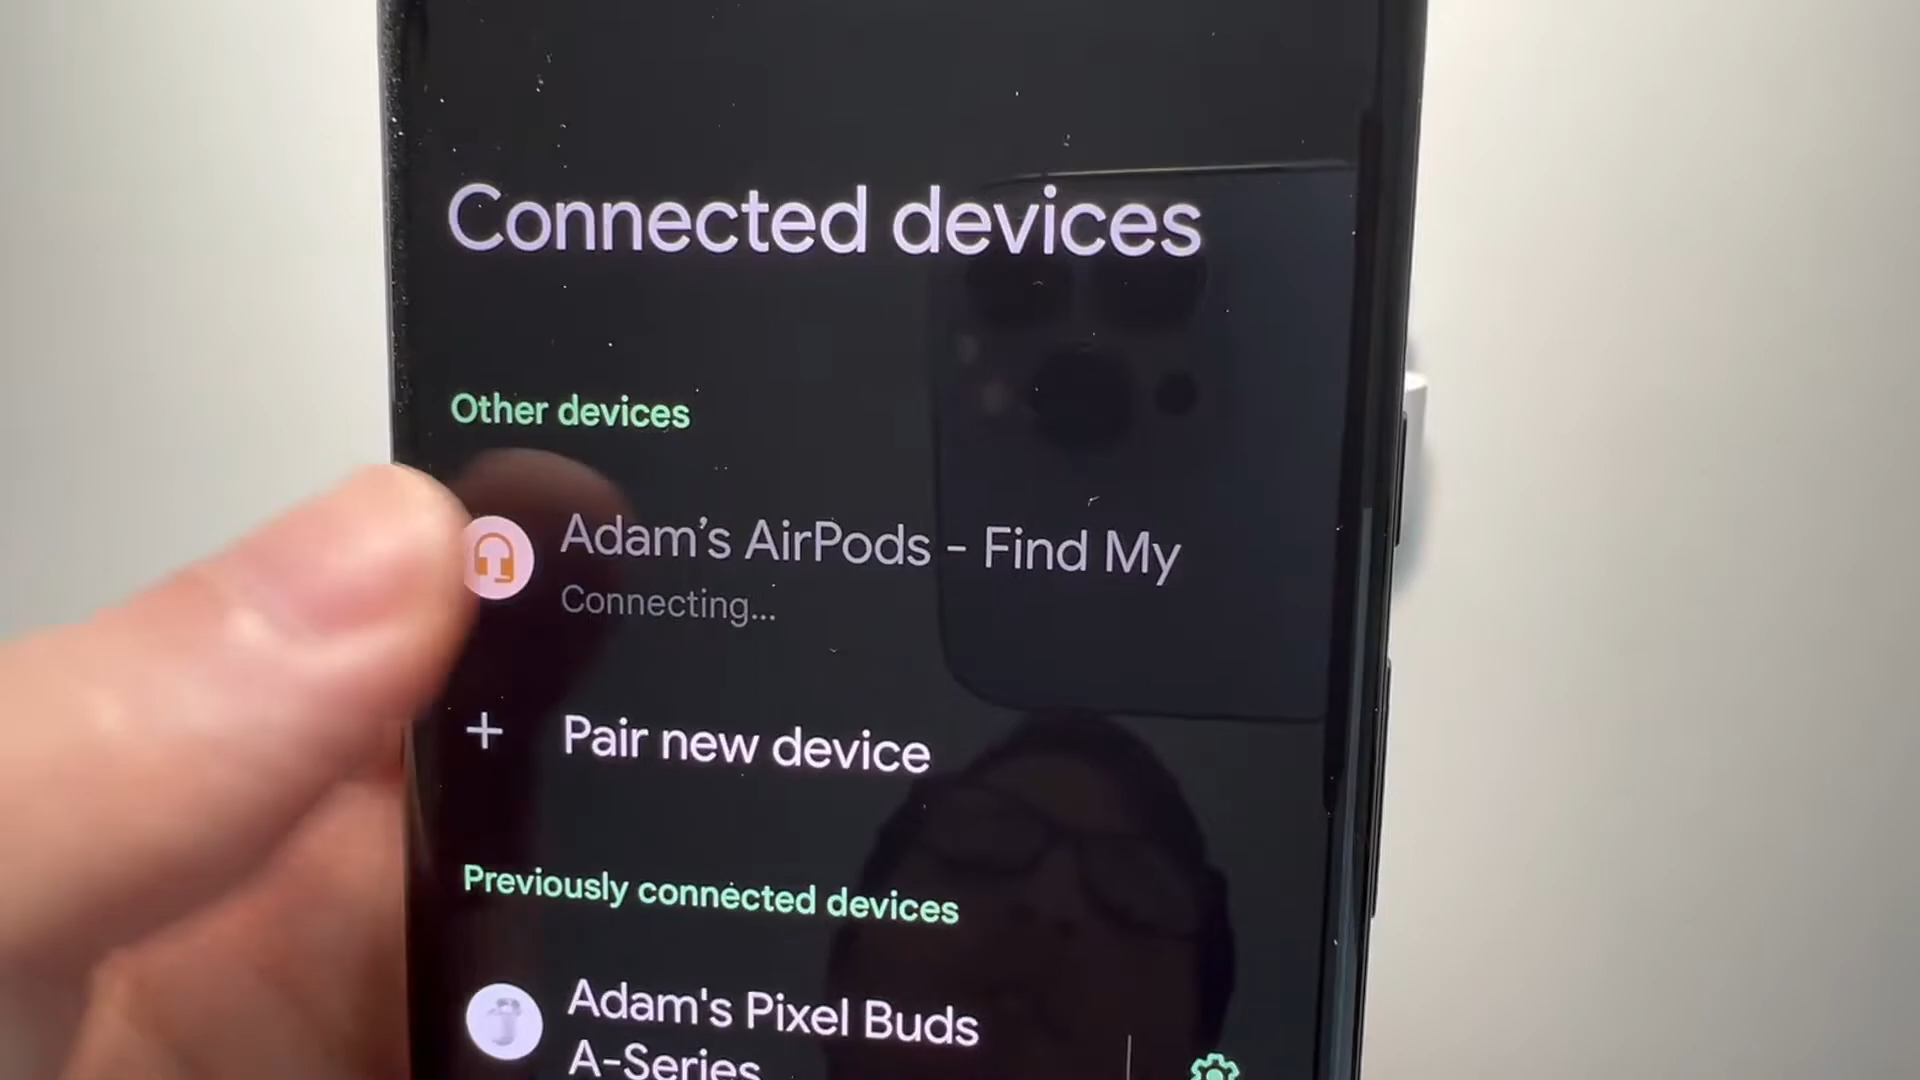 Connected devices
Other devices
Adam’s AirPods - Find My
Connecting...
+ Pair new device
Previously connected devices
Adam's Pixel Buds
A-Series